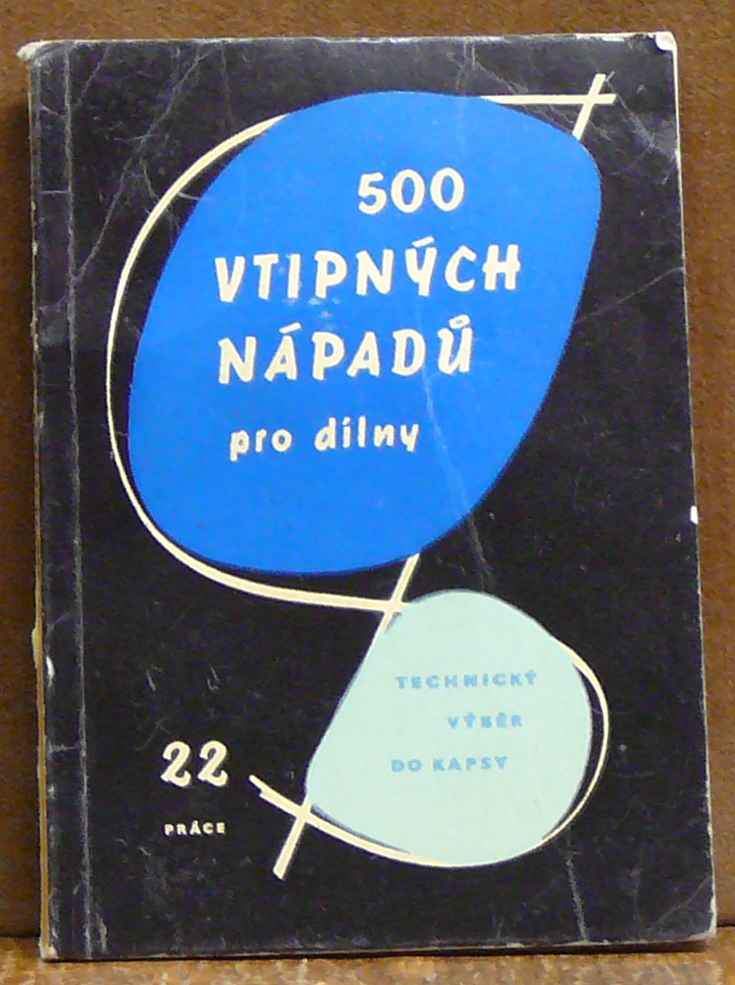 500
VTIPNÝCH
NÁPADŮ
pro dílny
TECHNICKÝ
VÝBĚR
DO KAPSY
22
PRÁCE